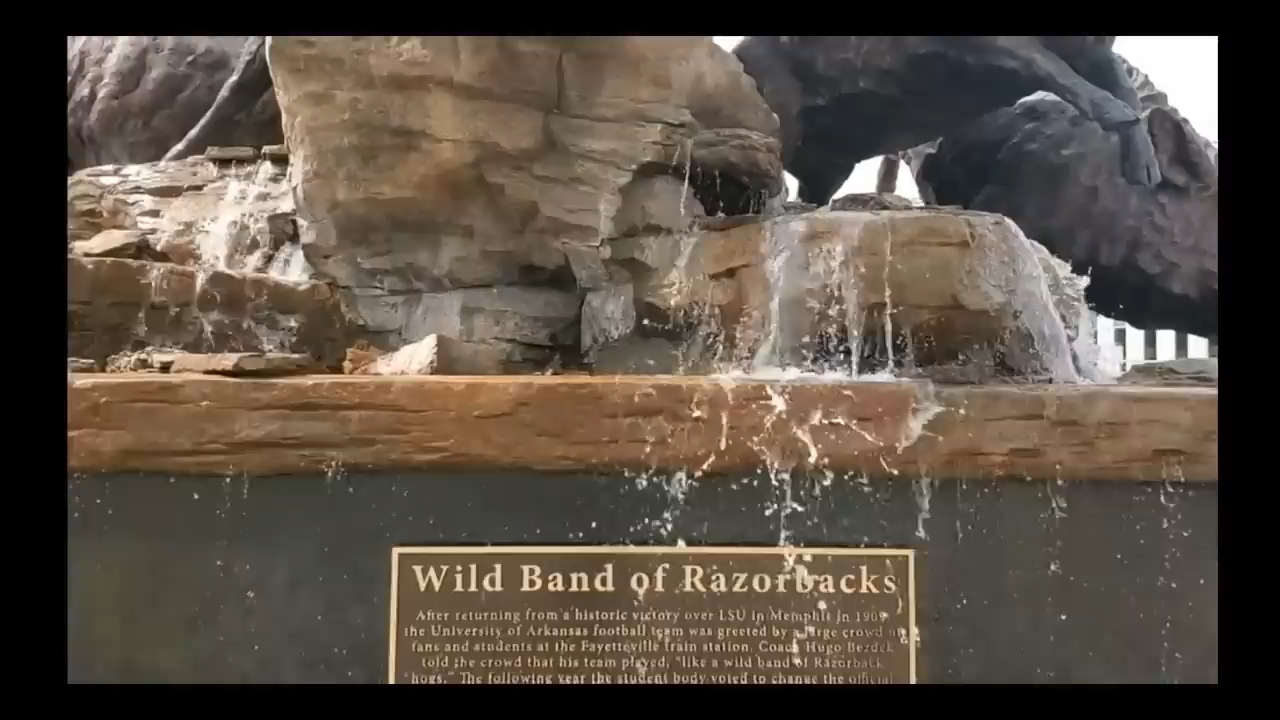 Wild Band of Razorbacks
After returning from a historic victory over LSU in Memphis in 1909
the University of Arkansas football team was greeted by a large crowd of
fans and students at the Fayetteville train station. Coach Hugo Bezdek
told the crowd that his team played, "like a wild band of Razorback
hogs." The following year the student body voted to change the official